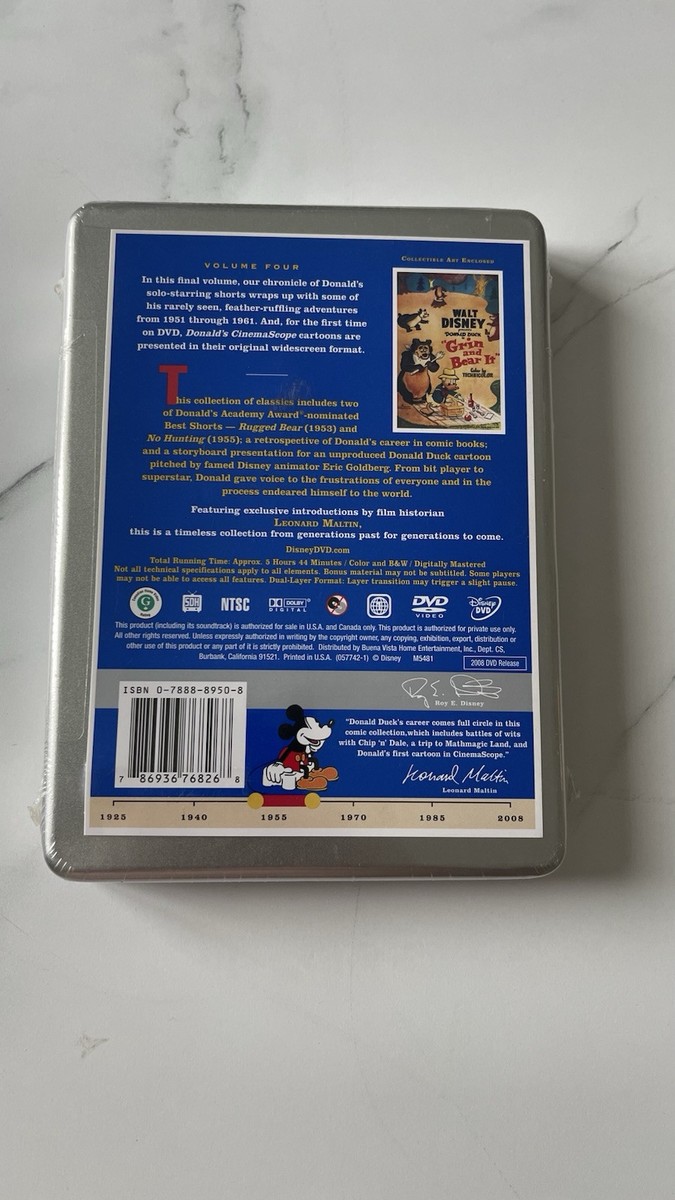 VOLUME FOUR
In this final volume, our chronicle of Donald's
solo-starring shorts wraps up with some of
his rarely seen, feather-ruffling adventures
from 1951 through 1961. And, for the first time
on DVD, Donald's CinemaScope cartoons are
presented in their original widescreen format.
COLLECTIBLE ART ENCLOSED
WALT
DISNEY
DONALD DUCK
"Grin
and
Bear It"
Color by
TECHNICOLOR
This collection of classics includes two
of Donald's Academy Award®-nominated
Best Shorts — Rugged Bear (1953) and
No Hunting (1955); a retrospective of Donald's career in comic books;
and a storyboard presentation for an unproduced Donald Duck cartoon
pitched by famed Disney animator Eric Goldberg. From bit player to
superstar, Donald gave voice to the frustrations of everyone and in the
process endeared himself to the world.
Featuring exclusive introductions by film historian
LEONARD MALTIN,
this is a timeless collection from generations past for generations to come.
DisneyDVD.com
Total Running Time: Approx. 5 Hours 44 Minutes / Color and B&W / Digitally Mastered
Not all technical specifications apply to all elements. Bonus material may not be subtitled. Some players
may not be able to access all features. Dual-Layer Format: Layer transition may trigger a slight pause.
G
SDH
NTSC
DOLBY
DIGITAL
1
DVD
VIDEO
Disney
DVD
This product (including its soundtrack) is authorized for sale in U.S.A. and Canada only. This product is authorized for private use only.
All other rights reserved. Unless expressly authorized in writing by the copyright owner, any copying, exhibition, export, distribution or
other use of this product or any part of it is strictly prohibited. Distributed by Buena Vista Home Entertainment, Inc., Dept. CS,
Burbank, California 91521. Printed in U.S.A. (057742-1) © Disney M5481
2008 DVD Release
ISBN 0-7888-8950-8
7 86936 76826 8
Roy E. Disney
Roy E. Disney
"Donald Duck's career comes full circle in this
comic collection, which includes battles of wits
with Chip 'n' Dale, a trip to Mathmagic Land, and
Donald's first cartoon in CinemaScope."
Leonard Maltin
Leonard Maltin
1925 1940 1955 1970 1985 2008